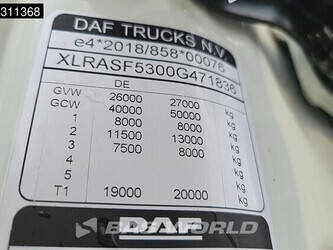 311368
DAF TRUCKS N.V.
e4*2018/858*00076
XLRASF5300G471836
DE
GVW 26000 27000 kg
GCW 40000 50000 kg
1 8000 8000 kg
2 11500 13000 kg
3 7500 8000 kg
4 kg
5 kg
T1 19000 20000 kg
BASWORLD
DAF